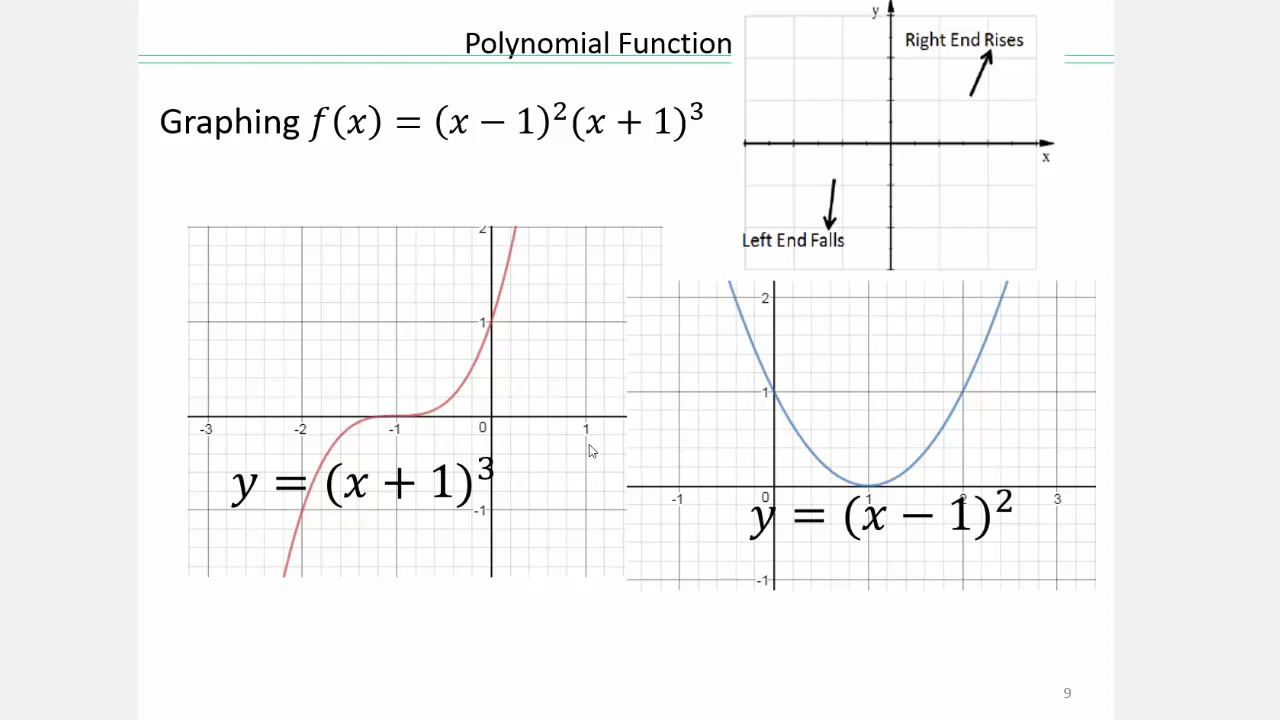 Polynomial Function
Graphing f(x) = (x − 1)²(x + 1)³
y
Right End Rises
x
Left End Falls
2
1
-3 -2 -1 0 1
-1
y = (x + 1)³
2
1
-1 0 1 2 3
-1
y = (x − 1)²
9